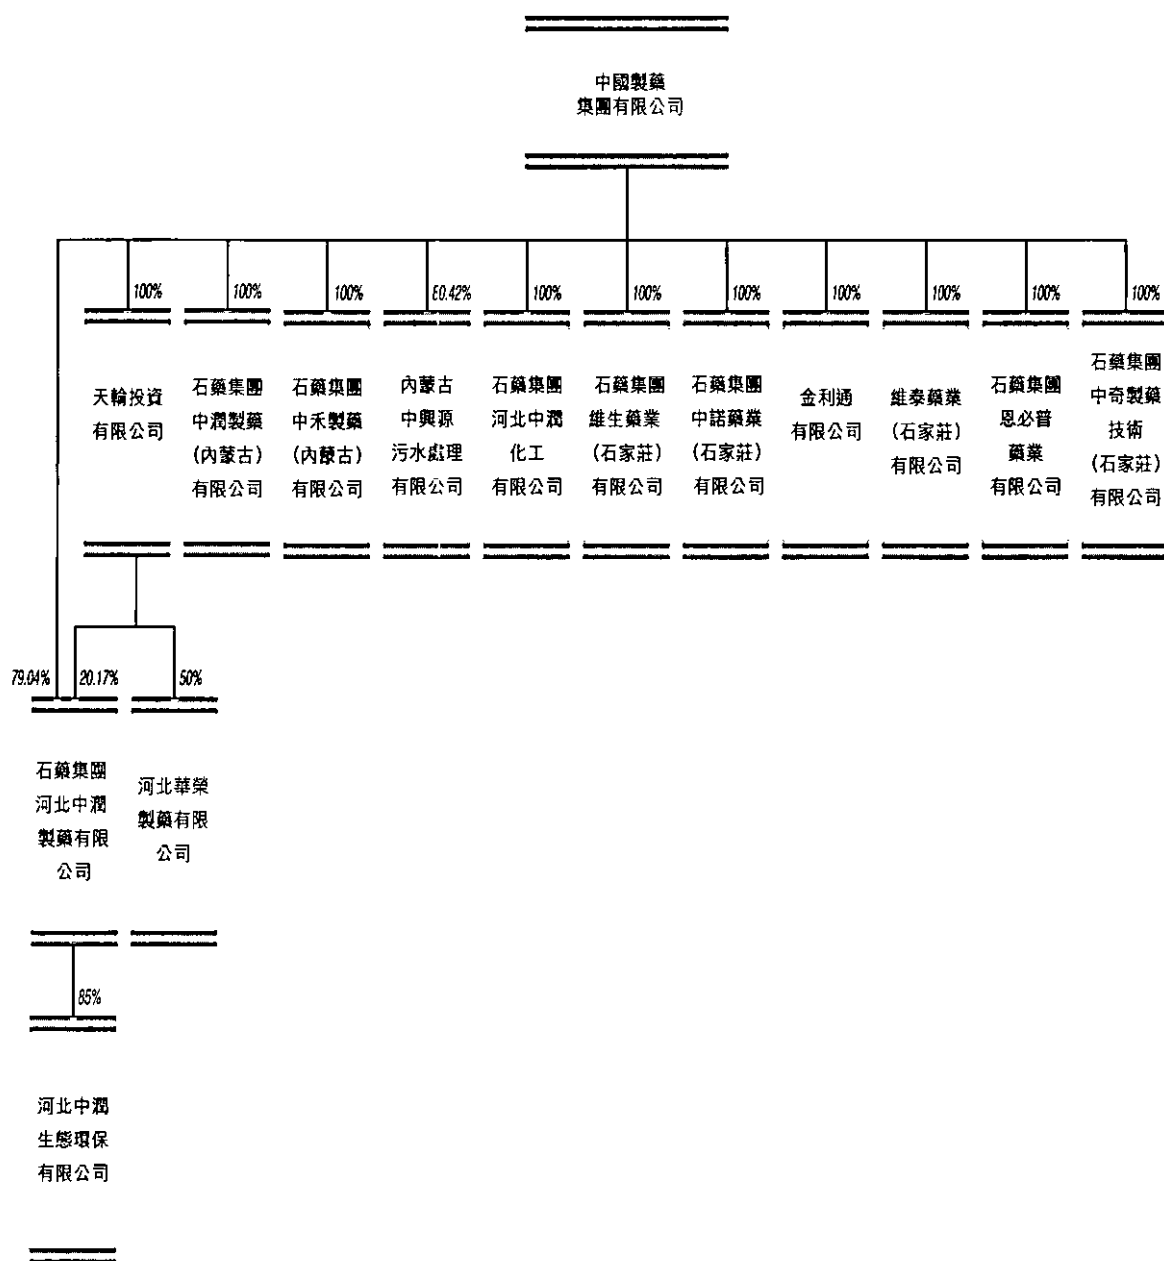 中國製藥
集團有限公司
100%
100%
100%
80.42%
100%
100%
100%
100%
100%
100%
100%
天輪投資
有限公司
石藥集團
中潤製藥
(內蒙古)
有限公司
石藥集團
中禾製藥
(內蒙古)
有限公司
內蒙古
中興源
污水處理
有限公司
石藥集團
河北中潤
化工
有限公司
石藥集團
維生藥業
(石家莊)
有限公司
石藥集團
中諾藥業
(石家莊)
有限公司
金利通
有限公司
維泰藥業
(石家莊)
有限公司
石藥集團
恩必普
藥業
有限公司
石藥集團
中奇製藥
技術
(石家莊)
有限公司
79.04%
20.17%
50%
石藥集團
河北中潤
製藥有限
公司
河北華榮
製藥有限
公司
85%
河北中潤
生態環保
有限公司